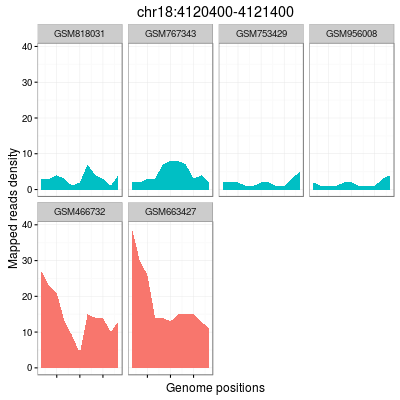 chr18:4120400-4121400
GSM818031 GSM767343 GSM753429 GSM956008
40
30
20
10
0
Mapped reads density
GSM466732 GSM663427
40
30
20
10
0
Genome positions